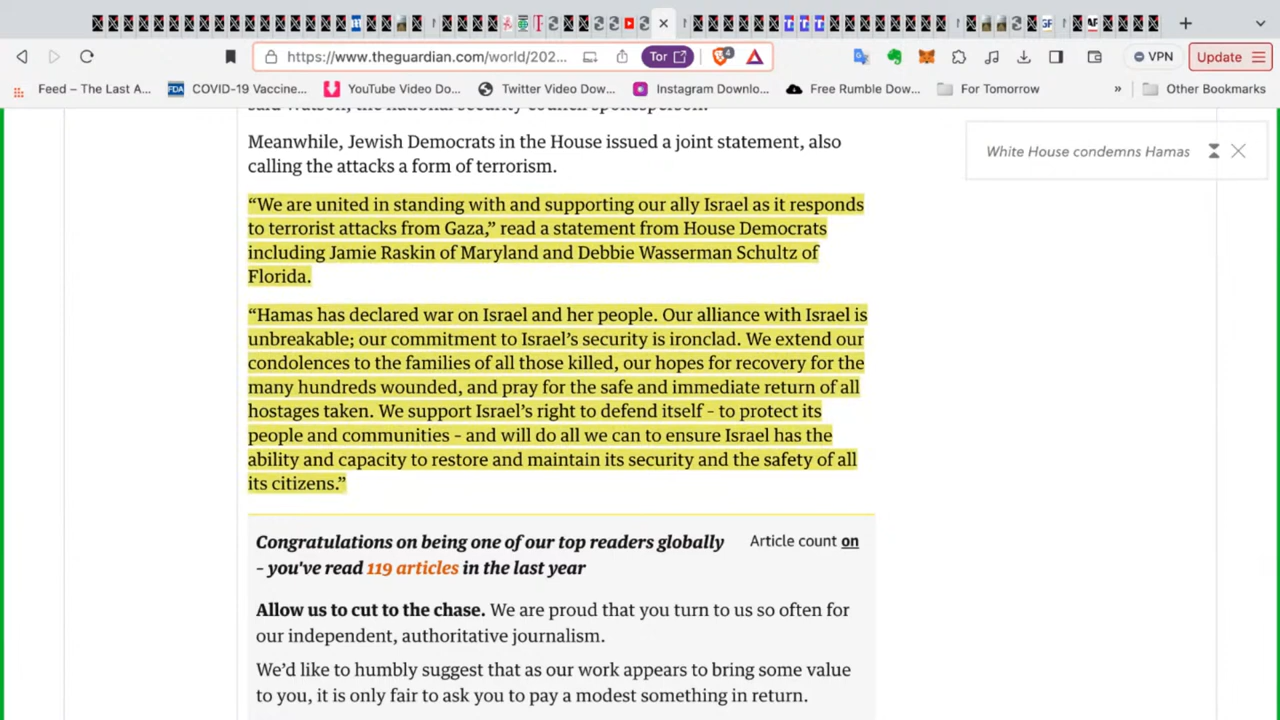 https://www.theguardian.com/world/202...
Tor
4
VPN
Update
Feed – The Last A...
FDA
COVID-19 Vaccine...
YouTube Video Do...
Twitter Video Dow...
Instagram Downlo...
Free Rumble Dow...
For Tomorrow
»
Other Bookmarks
said Watson, the national security council spokesperson.
White House condemns Hamas
Meanwhile, Jewish Democrats in the House issued a joint statement, also
calling the attacks a form of terrorism.
“We are united in standing with and supporting our ally Israel as it responds
to terrorist attacks from Gaza,” read a statement from House Democrats
including Jamie Raskin of Maryland and Debbie Wasserman Schultz of
Florida.
“Hamas has declared war on Israel and her people. Our alliance with Israel is
unbreakable; our commitment to Israel’s security is ironclad. We extend our
condolences to the families of all those killed, our hopes for recovery for the
many hundreds wounded, and pray for the safe and immediate return of all
hostages taken. We support Israel’s right to defend itself – to protect its
people and communities – and will do all we can to ensure Israel has the
ability and capacity to restore and maintain its security and the safety of all
its citizens.”
Congratulations on being one of our top readers globally
– you've read 119 articles in the last year
Article count on
Allow us to cut to the chase. We are proud that you turn to us so often for
our independent, authoritative journalism.
We’d like to humbly suggest that as our work appears to bring some value
to you, it is only fair to ask you to pay a modest something in return.